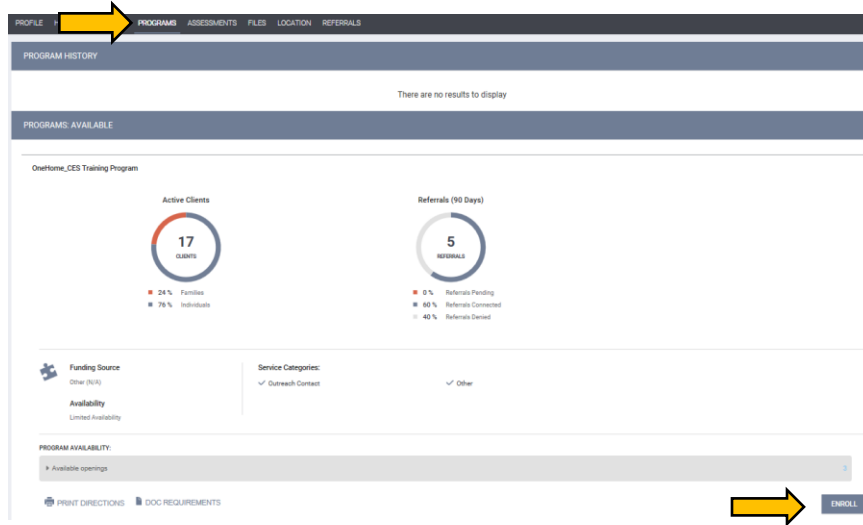 PROFILE H PROGRAMS ASSESSMENTS FILES LOCATION REFERRALS
PROGRAM HISTORY
There are no results to display
PROGRAMS: AVAILABLE
OneHome_CES Training Program
Active Clients
17
CLIENTS
24 % Families
76 % Individuals
Referrals (90 Days)
5
REFERRALS
0 % Referrals Pending
60 % Referrals Connected
40 % Referrals Denied
Funding Source
Other (N/A)
Availability
Limited Availability
Service Categories:
Outreach Contact
Other
PROGRAM AVAILABILITY:
Available openings 3
PRINT DIRECTIONS DOC REQUIREMENTS
ENROLL